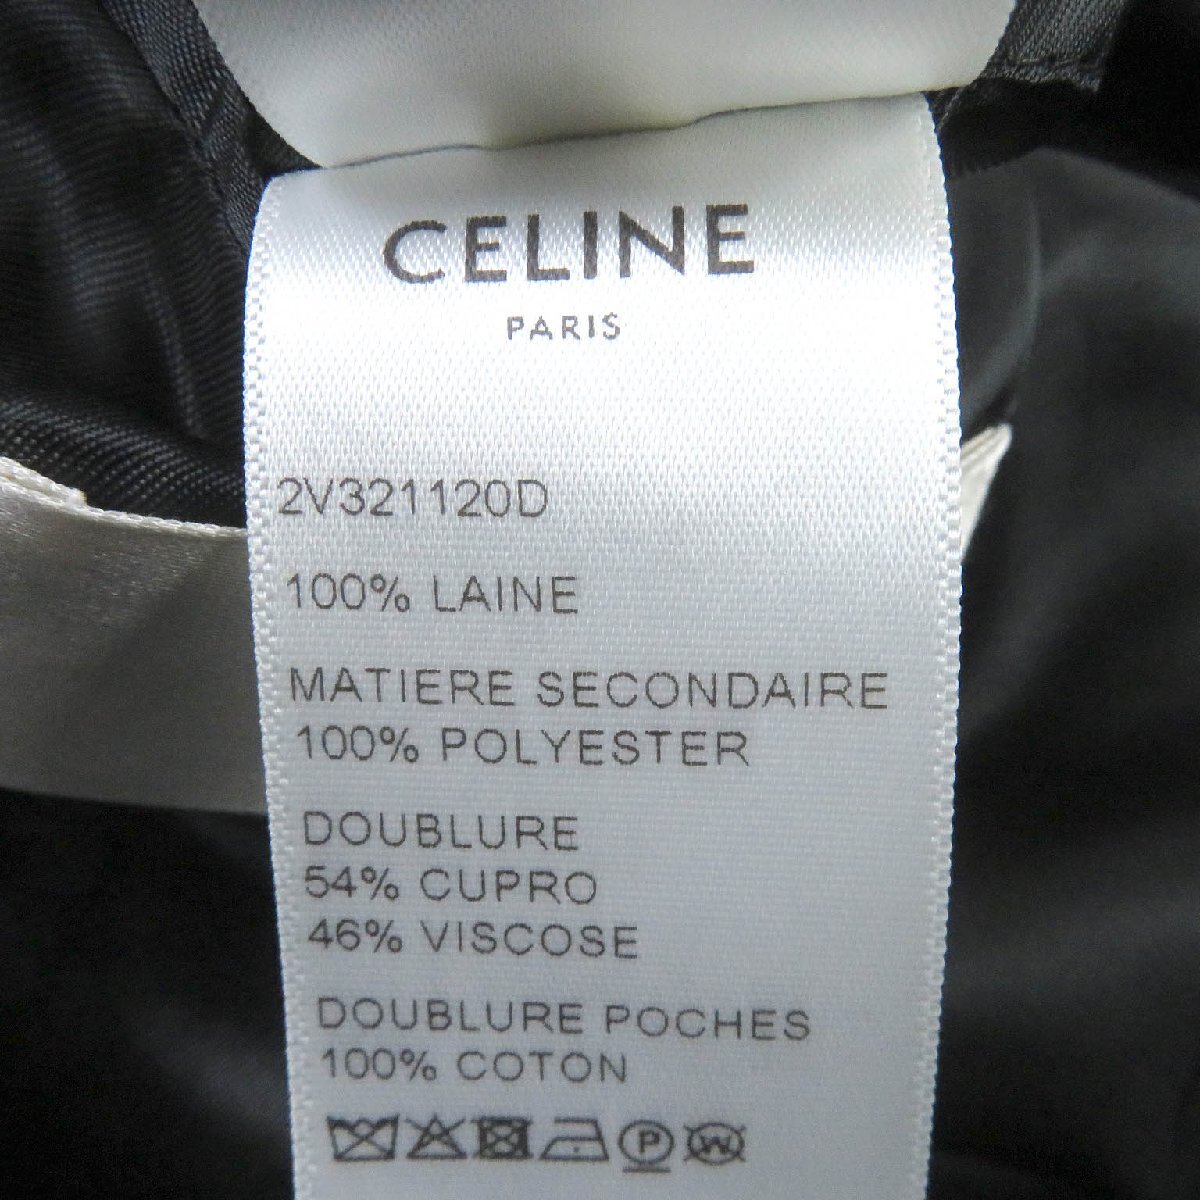 CELINE
PARIS
2V321120D
100% LAINE
MATIERE SECONDAIRE
100% POLYESTER
DOUBLURE
54% CUPRO
46% VISCOSE
DOUBLURE POCHES
100% COTON
P W